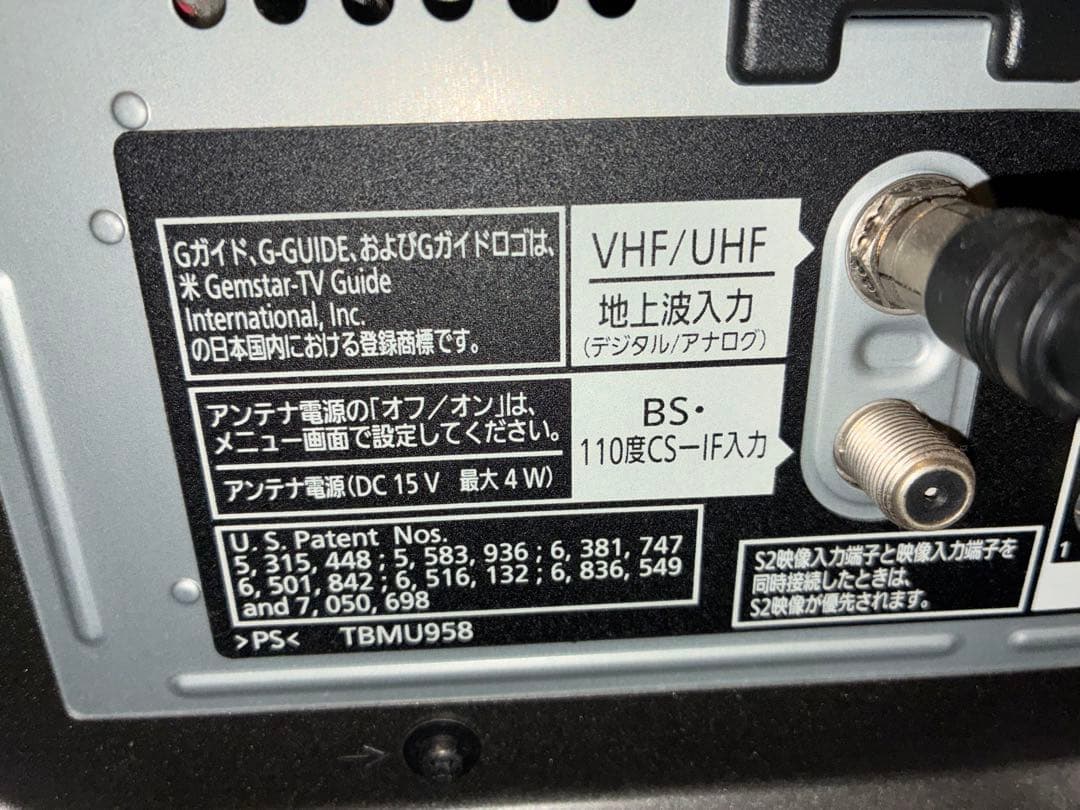 Gガイド、G-GUIDE、およびGガイドロゴは、
米 Gemstar-TV Guide
International, Inc.
の日本国内における登録商標です。
VHF/UHF
地上波入力
(デジタル/アナログ)
アンテナ電源の「オフ/オン」は、
メニュー画面で設定してください。
アンテナ電源(DC 15 V 最大 4 W)
BS・
110度CS-IF入力
U. S. Patent Nos.
5, 315, 448 ; 5, 583, 936 ; 6, 381, 747
6, 501, 842 ; 6, 516, 132 ; 6, 836, 549
and 7, 050, 698
>PS< TBMU958
S2映像入力端子と映像入力端子を
同時接続したときは、
S2映像が優先されます。
1